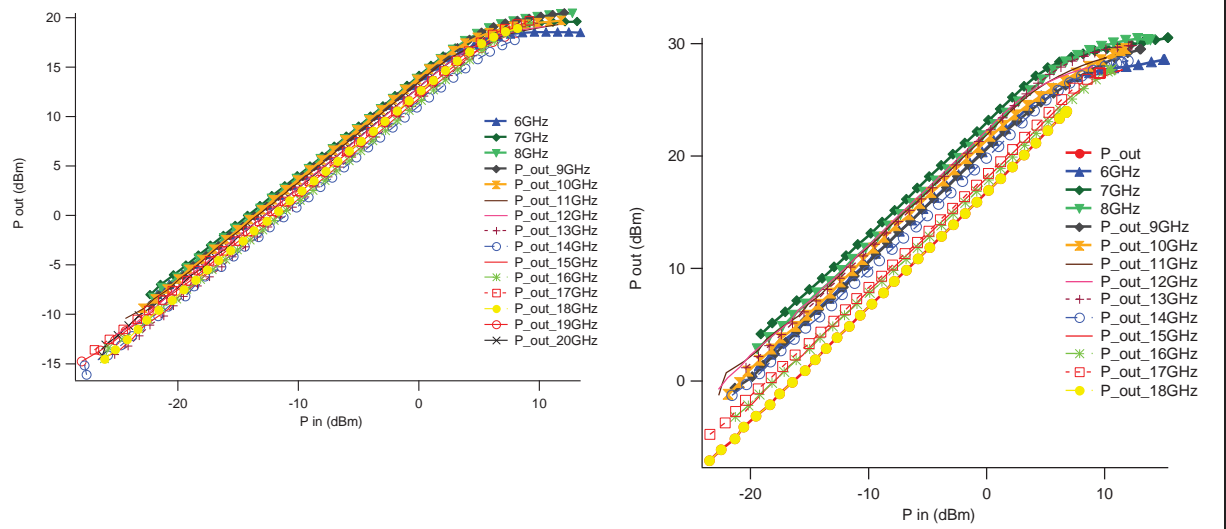 20
15
10
5
0
-5
-10
-15
P out (dBm)
-20
-10
0
10
P in (dBm)
6GHz
7GHz
8GHz
P_out_9GHz
P_out_10GHz
P_out_11GHz
P_out_12GHz
P_out_13GHz
P_out_14GHz
P_out_15GHz
P_out_16GHz
P_out_17GHz
P_out_18GHz
P_out_19GHz
P_out_20GHz
30
20
10
0
P out (dBm)
-20
-10
0
10
P in (dBm)
P_out
6GHz
7GHz
8GHz
P_out_9GHz
P_out_10GHz
P_out_11GHz
P_out_12GHz
P_out_13GHz
P_out_14GHz
P_out_15GHz
P_out_16GHz
P_out_17GHz
P_out_18GHz